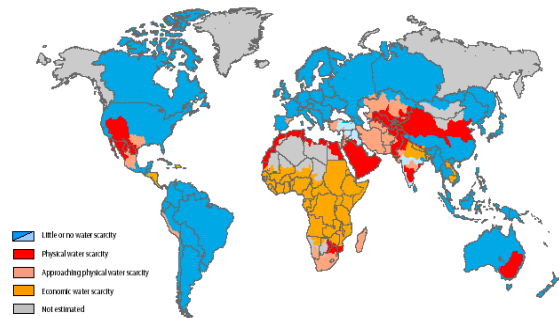 Little or no water scarcity
Physical water scarcity
Approaching physical water scarcity
Economic water scarcity
Not estimated